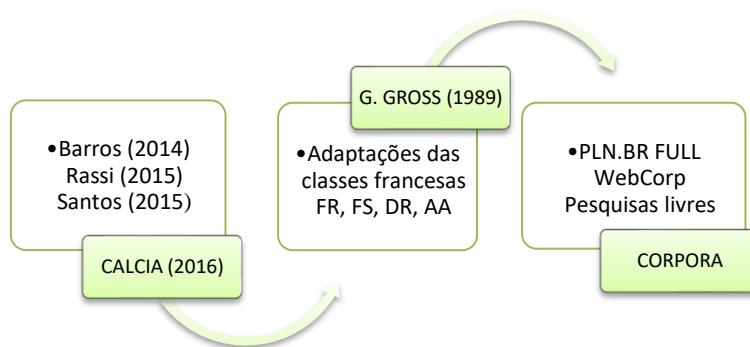 •Barros (2014)
Rassi (2015)
Santos (2015)
CALCIA (2016)
G. GROSS (1989)
•Adaptações das
classes francesas
FR, FS, DR, AA
•PLN.BR FULL
WebCorp
Pesquisas livres
CORPORA